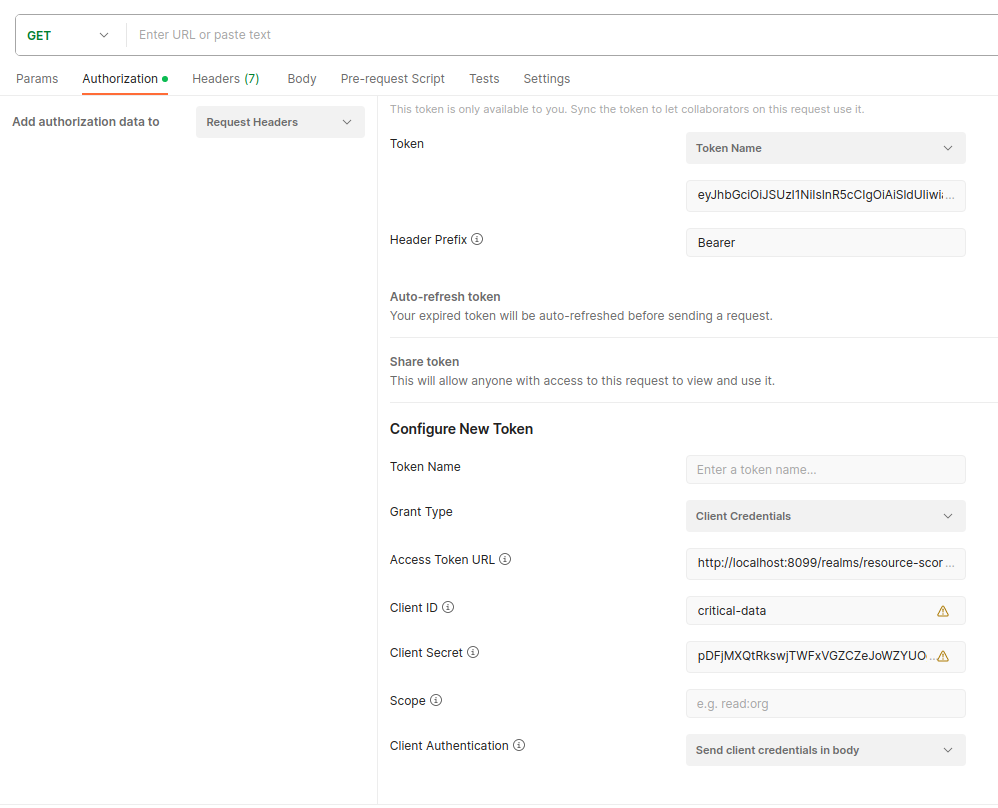 GET
Enter URL or paste text
Params Authorization Headers (7) Body Pre-request Script Tests Settings
Add authorization data to
Request Headers
This token is only available to you. Sync the token to let collaborators on this request use it.
Token
Token Name
eyJhbGciOiJSUzI1NiIsInR5cCIgOiAiSldUIiwia...
Header Prefix
Bearer
Auto-refresh token
Your expired token will be auto-refreshed before sending a request.
Share token
This will allow anyone with access to this request to view and use it.
Configure New Token
Token Name
Enter a token name...
Grant Type
Client Credentials
Access Token URL
http://localhost:8099/realms/resource-scor...
Client ID
critical-data
Client Secret
pDFjMXQtRkswjTWFxVGZCZeJoWZYUO...
Scope
e.g. read:org
Client Authentication
Send client credentials in body